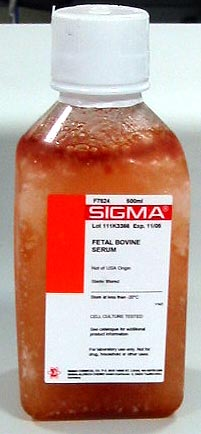 F7524 500ml
SIGMA®
Lot 111K3366 Exp. 11/05
FETAL BOVINE
SERUM
Not of USA Origin
Sterile filtered
Store at less than -20°C
CELL CULTURE TESTED
See catalogue for additional
product information.
For laboratory use only. Not for
drug, household or other uses.